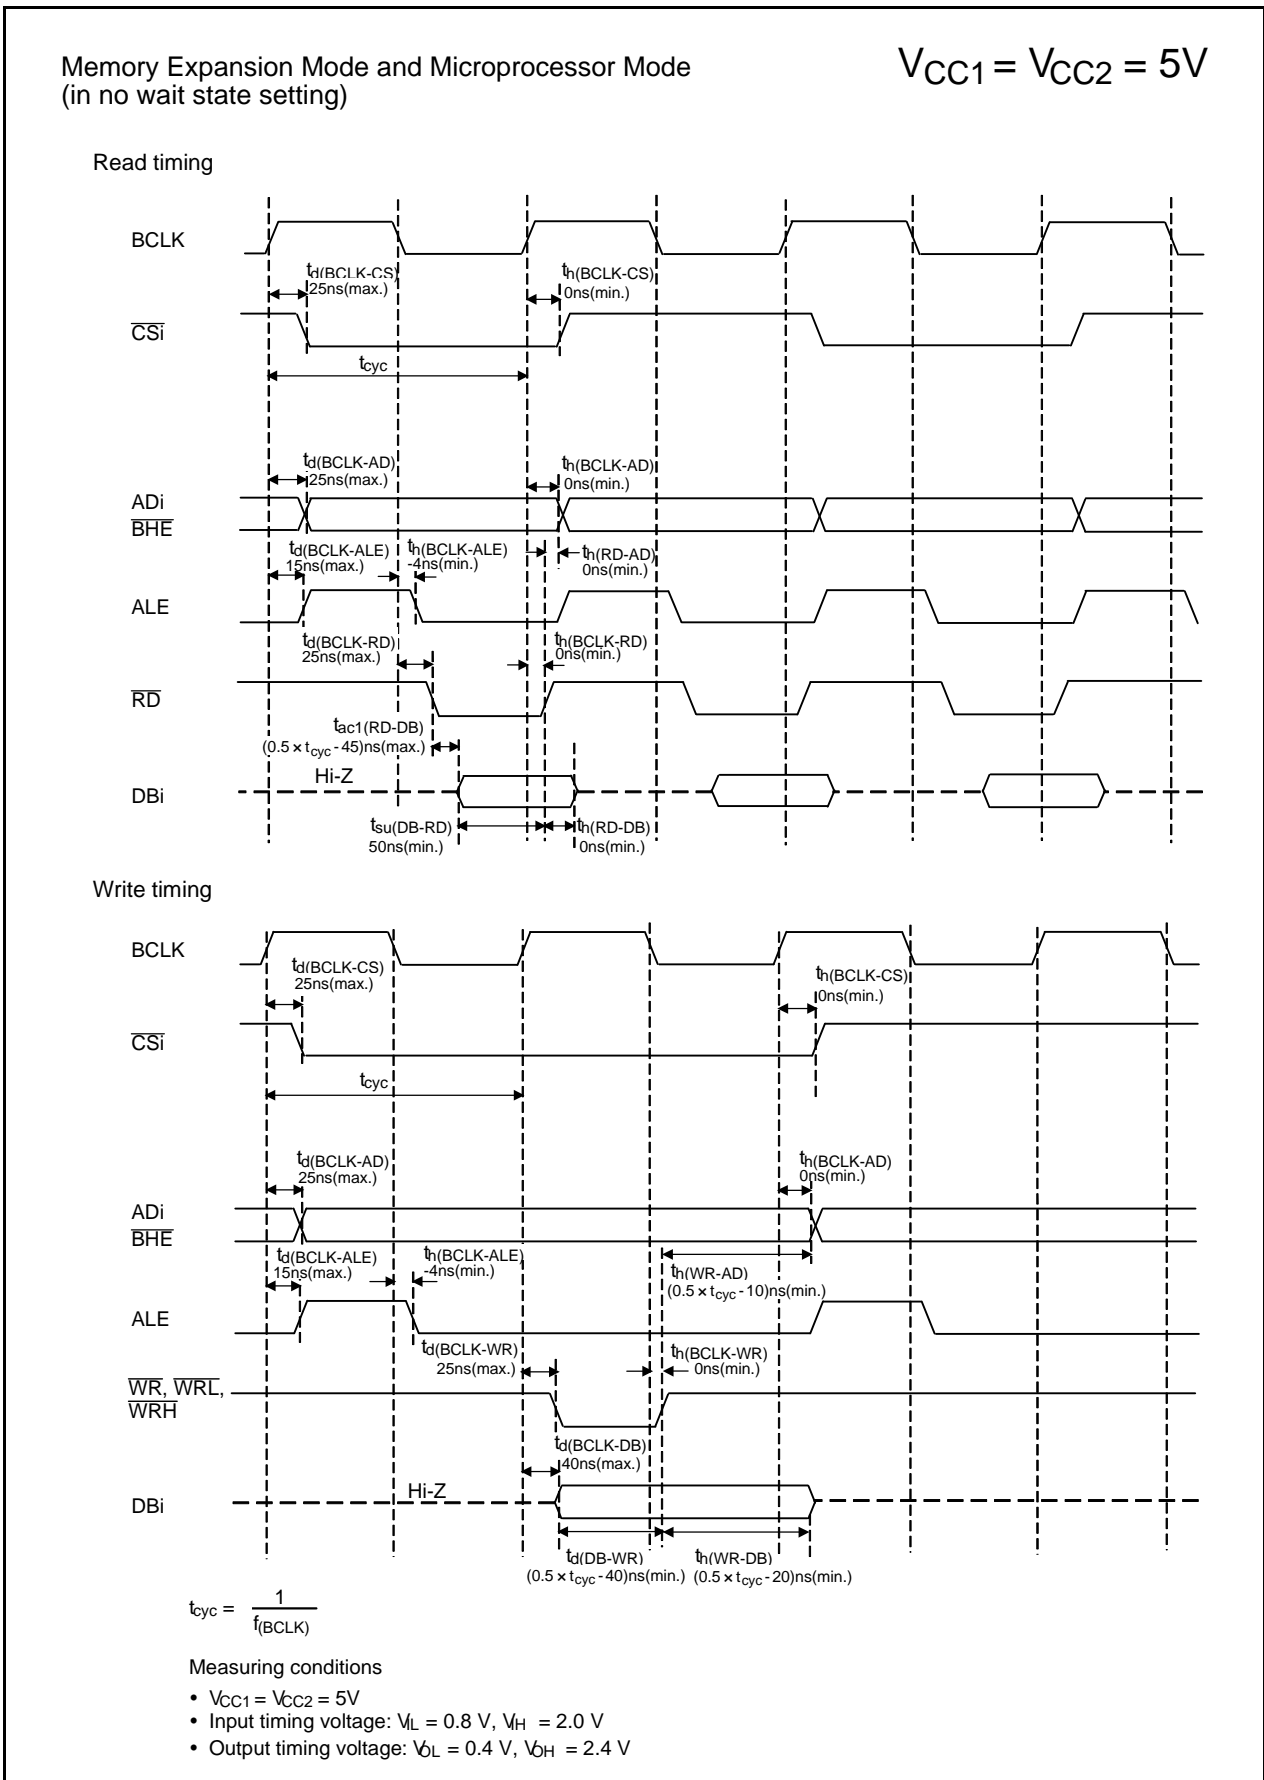 Memory Expansion Mode and Microprocessor Mode
(in no wait state setting)
VCC1 = VCC2 = 5V
Read timing
BCLK
td(BCLK-CS)
25ns(max.)
th(BCLK-CS)
0ns(min.)
CSi
tcyc
td(BCLK-AD)
25ns(max.)
th(BCLK-AD)
0ns(min.)
ADi
BHE
td(BCLK-ALE)
15ns(max.)
th(BCLK-ALE)
-4ns(min.)
th(RD-AD)
0ns(min.)
ALE
td(BCLK-RD)
25ns(max.)
th(BCLK-RD)
0ns(min.)
RD
tac1(RD-DB)
(0.5 × tcyc - 45)ns(max.)
Hi-Z
DBi
tsu(DB-RD)
50ns(min.)
th(RD-DB)
0ns(min.)
Write timing
BCLK
td(BCLK-CS)
25ns(max.)
th(BCLK-CS)
0ns(min.)
CSi
tcyc
td(BCLK-AD)
25ns(max.)
th(BCLK-AD)
0ns(min.)
ADi
BHE
td(BCLK-ALE)
15ns(max.)
th(BCLK-ALE)
-4ns(min.)
th(WR-AD)
(0.5 × tcyc - 10)ns(min.)
ALE
td(BCLK-WR)
25ns(max.)
th(BCLK-WR)
0ns(min.)
WR, WRL,
WRH
td(BCLK-DB)
40ns(max.)
Hi-Z
DBi
td(DB-WR)
(0.5 × tcyc - 40)ns(min.)
th(WR-DB)
(0.5 × tcyc - 20)ns(min.)
tcyc = 1
f(BCLK)
Measuring conditions
• VCC1 = VCC2 = 5V
• Input timing voltage: VIL = 0.8 V, VIH = 2.0 V
• Output timing voltage: VOL = 0.4 V, VOH = 2.4 V